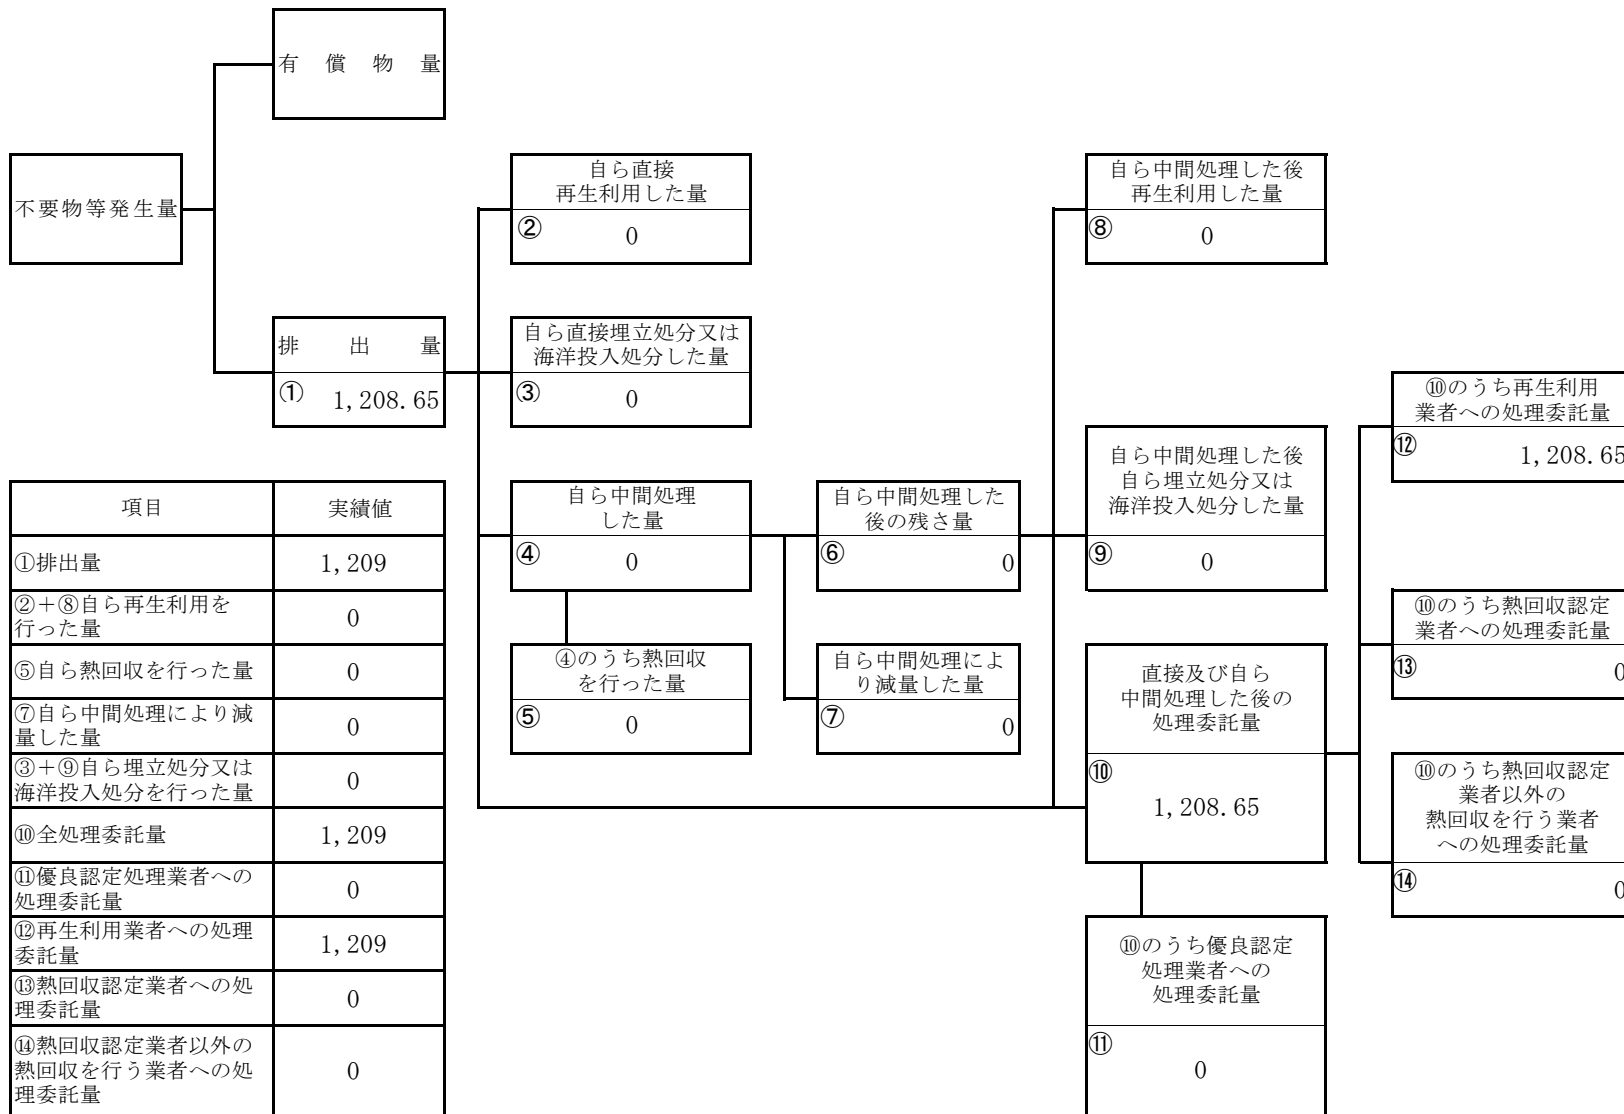 有償物量
不要物等発生量
排出量
① 1,208.65
自ら直接
再生利用した量
② 0
自ら直接埋立処分又は
海洋投入処分した量
③ 0
自ら中間処理
した量
④ 0
④のうち熱回収
を行った量
⑤ 0
自ら中間処理した
後の残さ量
⑥ 0
自ら中間処理によ
り減量した量
⑦ 0
自ら中間処理した後
再生利用した量
⑧ 0
自ら中間処理した後
自ら埋立処分又は
海洋投入処分した量
⑨ 0
直接及び自ら
中間処理した後の
処理委託量
⑩
1,208.65
⑩のうち優良認定
処理業者への
処理委託量
⑪
0
⑩のうち再生利用
業者への処理委託量
⑫ 1,208.65
⑩のうち熱回収認定
業者への処理委託量
⑬ 0
⑩のうち熱回収認定
業者以外の
熱回収を行う業者
への処理委託量
⑭ 0
項目 実績値
①排出量 1,209
②＋⑧自ら再生利用を
行った量 0
⑤自ら熱回収を行った量 0
⑦自ら中間処理により減
量した量 0
③＋⑨自ら埋立処分又は
海洋投入処分を行った量 0
⑩全処理委託量 1,209
⑪優良認定処理業者への
処理委託量 0
⑫再生利用業者への処理
委託量 1,209
⑬熱回収認定業者への処
理委託量 0
⑭熱回収認定業者以外の
熱回収を行う業者への処
理委託量 0